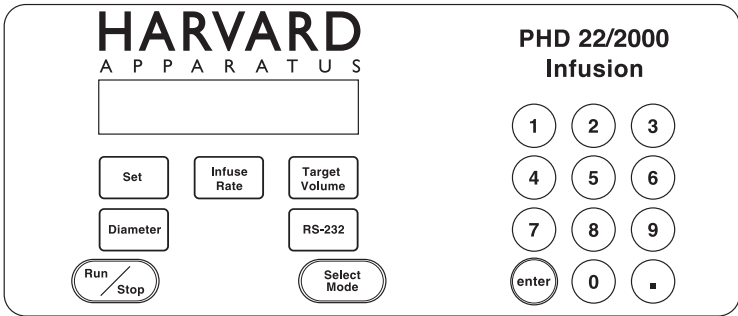 HARVARD
APPARATUS
PHD 22/2000
Infusion
Set
Infuse
Rate
Target
Volume
Diameter
RS-232
Run
Stop
Select
Mode
1 2 3
4 5 6
7 8 9
enter 0 .